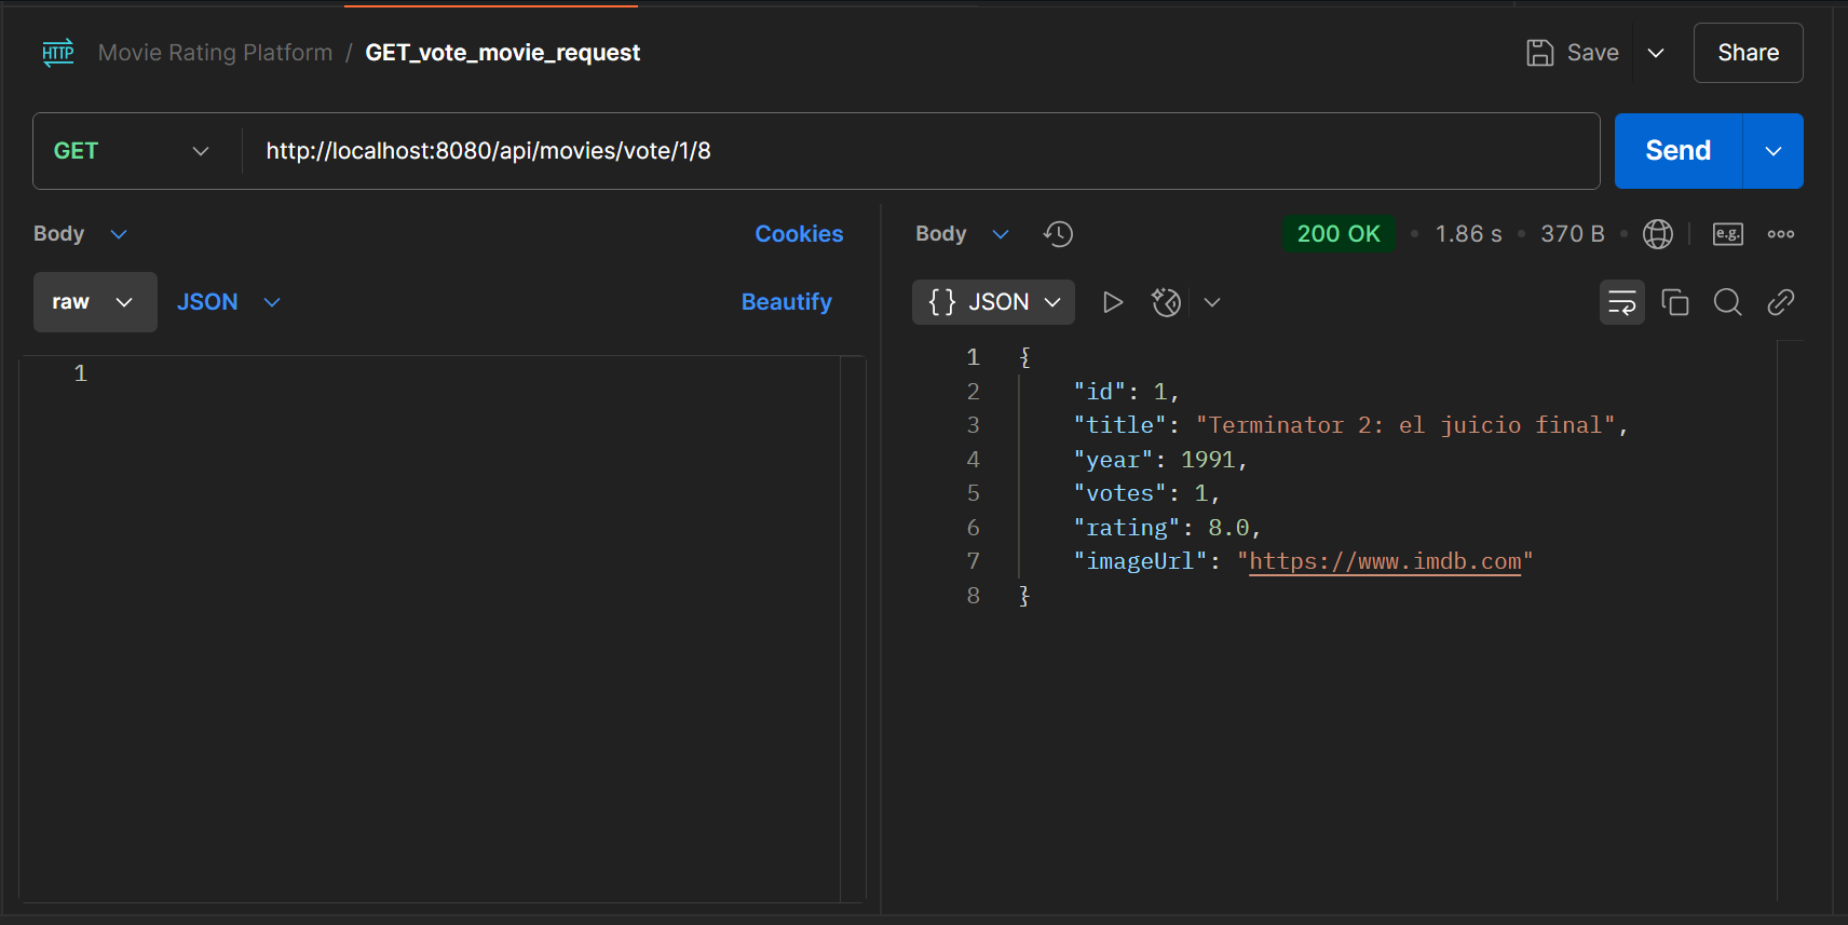 HTTP Movie Rating Platform / GET_vote_movie_request Save Share
GET http://localhost:8080/api/movies/vote/1/8 Send
Body Cookies
raw JSON Beautify
1
Body 200 OK • 1.86 s • 370 B • e.g.
{} JSON
1 {
2 "id": 1,
3 "title": "Terminator 2: el juicio final",
4 "year": 1991,
5 "votes": 1,
6 "rating": 8.0,
7 "imageUrl": "https://www.imdb.com"
8 }